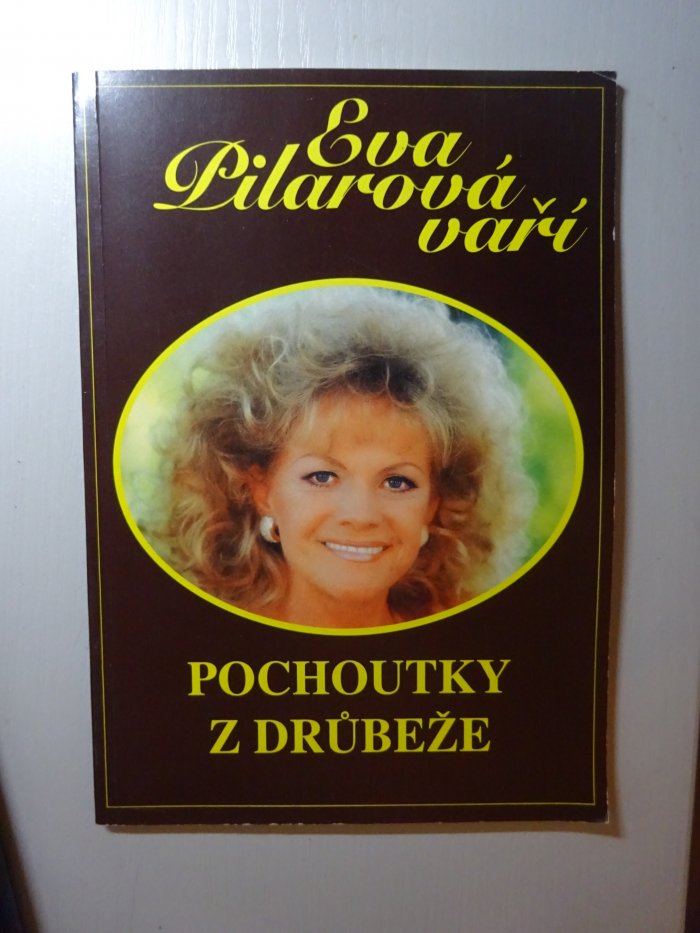 Eva
Pilarová
vaří
POCHOUTKY
Z DRŮBEŽE